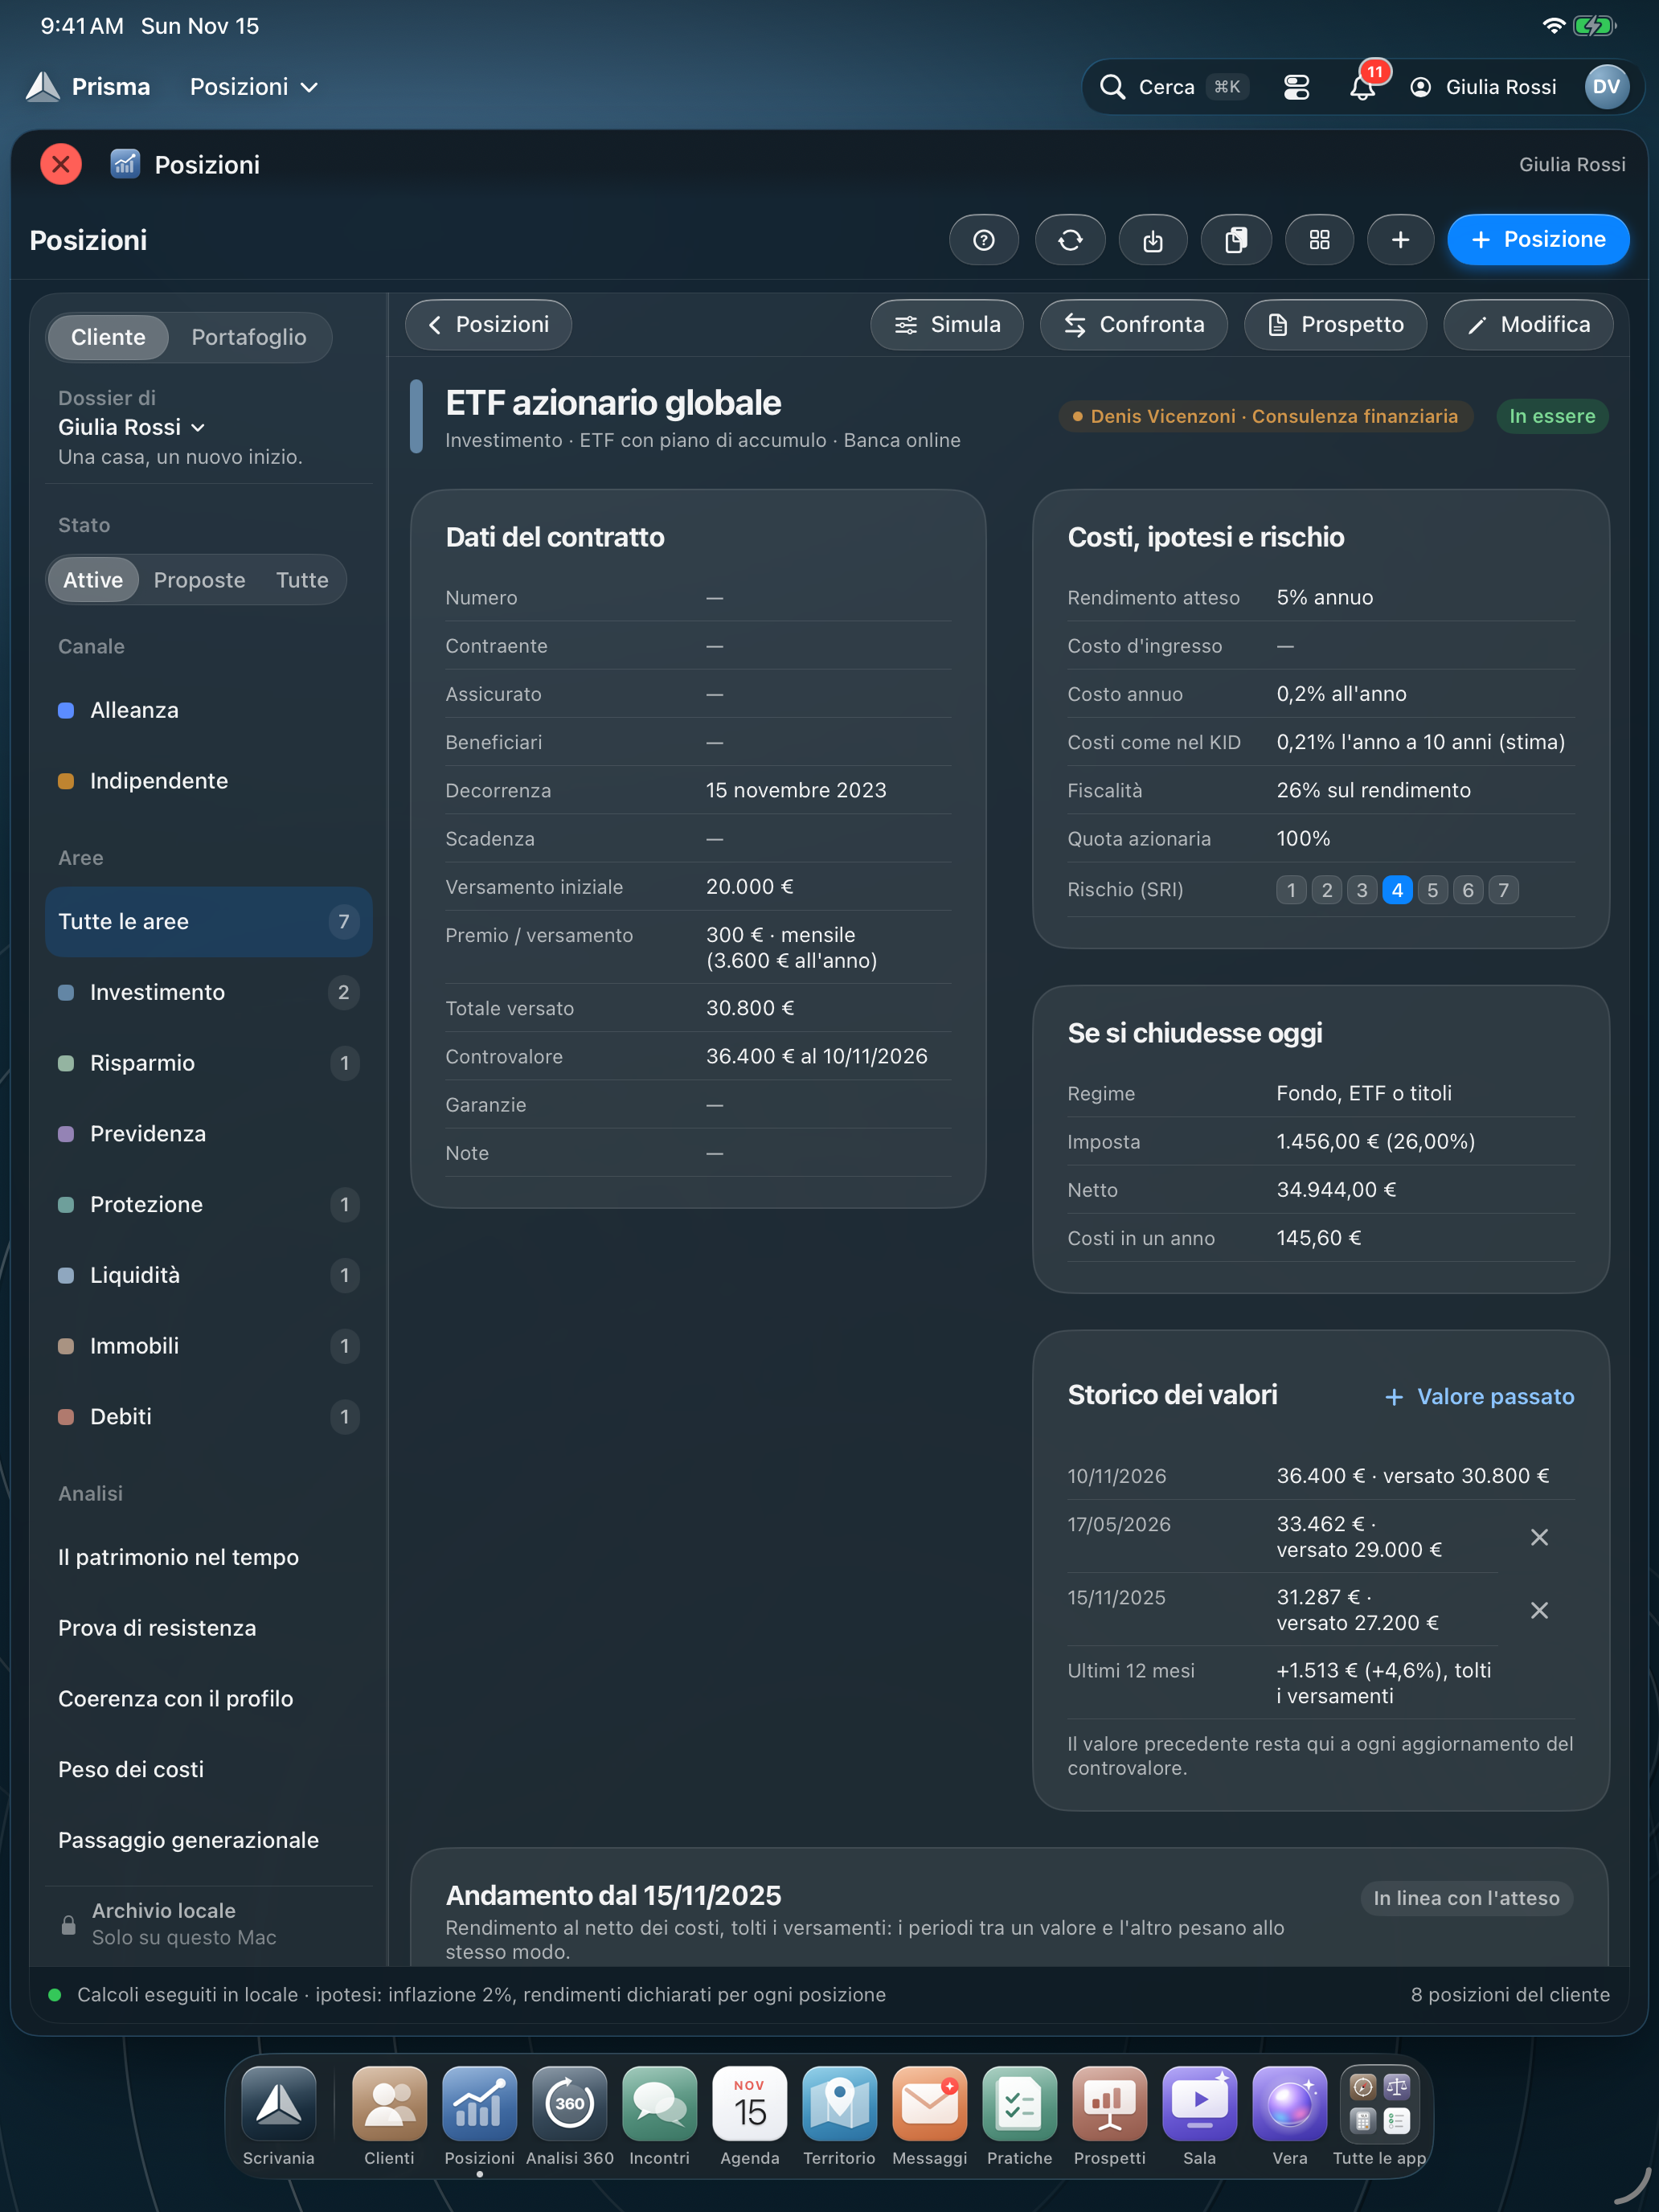 9:41 AM Sun Nov 15
Prisma
Posizioni
Cerca ⌘K
11
Giulia Rossi
DV
Posizioni
Giulia Rossi
Posizioni
+ Posizione
Cliente
Portafoglio
Dossier di
Giulia Rossi
Una casa, un nuovo inizio.
Stato
Attive
Proposte
Tutte
Canale
Alleanza
Indipendente
Aree
Tutte le aree 7
Investimento 2
Risparmio 1
Previdenza
Protezione 1
Liquidità 1
Immobili 1
Debiti 1
Analisi
Il patrimonio nel tempo
Prova di resistenza
Coerenza con il profilo
Peso dei costi
Passaggio generazionale
Archivio locale
Solo su questo Mac
Posizioni
Simula
Confronta
Prospetto
Modifica
ETF azionario globale
Investimento · ETF con piano di accumulo · Banca online
Denis Vicenzoni · Consulenza finanziaria
In essere
Dati del contratto
Numero —
Contraente —
Assicurato —
Beneficiari —
Decorrenza 15 novembre 2023
Scadenza —
Versamento iniziale 20.000 €
Premio / versamento 300 € · mensile
(3.600 € all'anno)
Totale versato 30.800 €
Controvalore 36.400 € al 10/11/2026
Garanzie —
Note —
Costi, ipotesi e rischio
Rendimento atteso 5% annuo
Costo d'ingresso —
Costo annuo 0,2% all'anno
Costi come nel KID 0,21% l'anno a 10 anni (stima)
Fiscalità 26% sul rendimento
Quota azionaria 100%
Rischio (SRI) 1 2 3 4 5 6 7
Se si chiudesse oggi
Regime Fondo, ETF o titoli
Imposta 1.456,00 € (26,00%)
Netto 34.944,00 €
Costi in un anno 145,60 €
Storico dei valori
+ Valore passato
10/11/2026 36.400 € · versato 30.800 €
17/05/2026 33.462 € ·
versato 29.000 €
15/11/2025 31.287 € ·
versato 27.200 €
Ultimi 12 mesi +1.513 € (+4,6%), tolti
i versamenti
Il valore precedente resta qui a ogni aggiornamento del
controvalore.
Andamento dal 15/11/2025
In linea con l'atteso
Rendimento al netto dei costi, tolti i versamenti: i periodi tra un valore e l'altro pesano allo
stesso modo.
Calcoli eseguiti in locale · ipotesi: inflazione 2%, rendimenti dichiarati per ogni posizione
8 posizioni del cliente
360
NOV
15
Scrivania
Clienti
Posizioni
Analisi 360
Incontri
Agenda
Territorio
Messaggi
Pratiche
Prospetti
Sala
Vera
Tutte le app